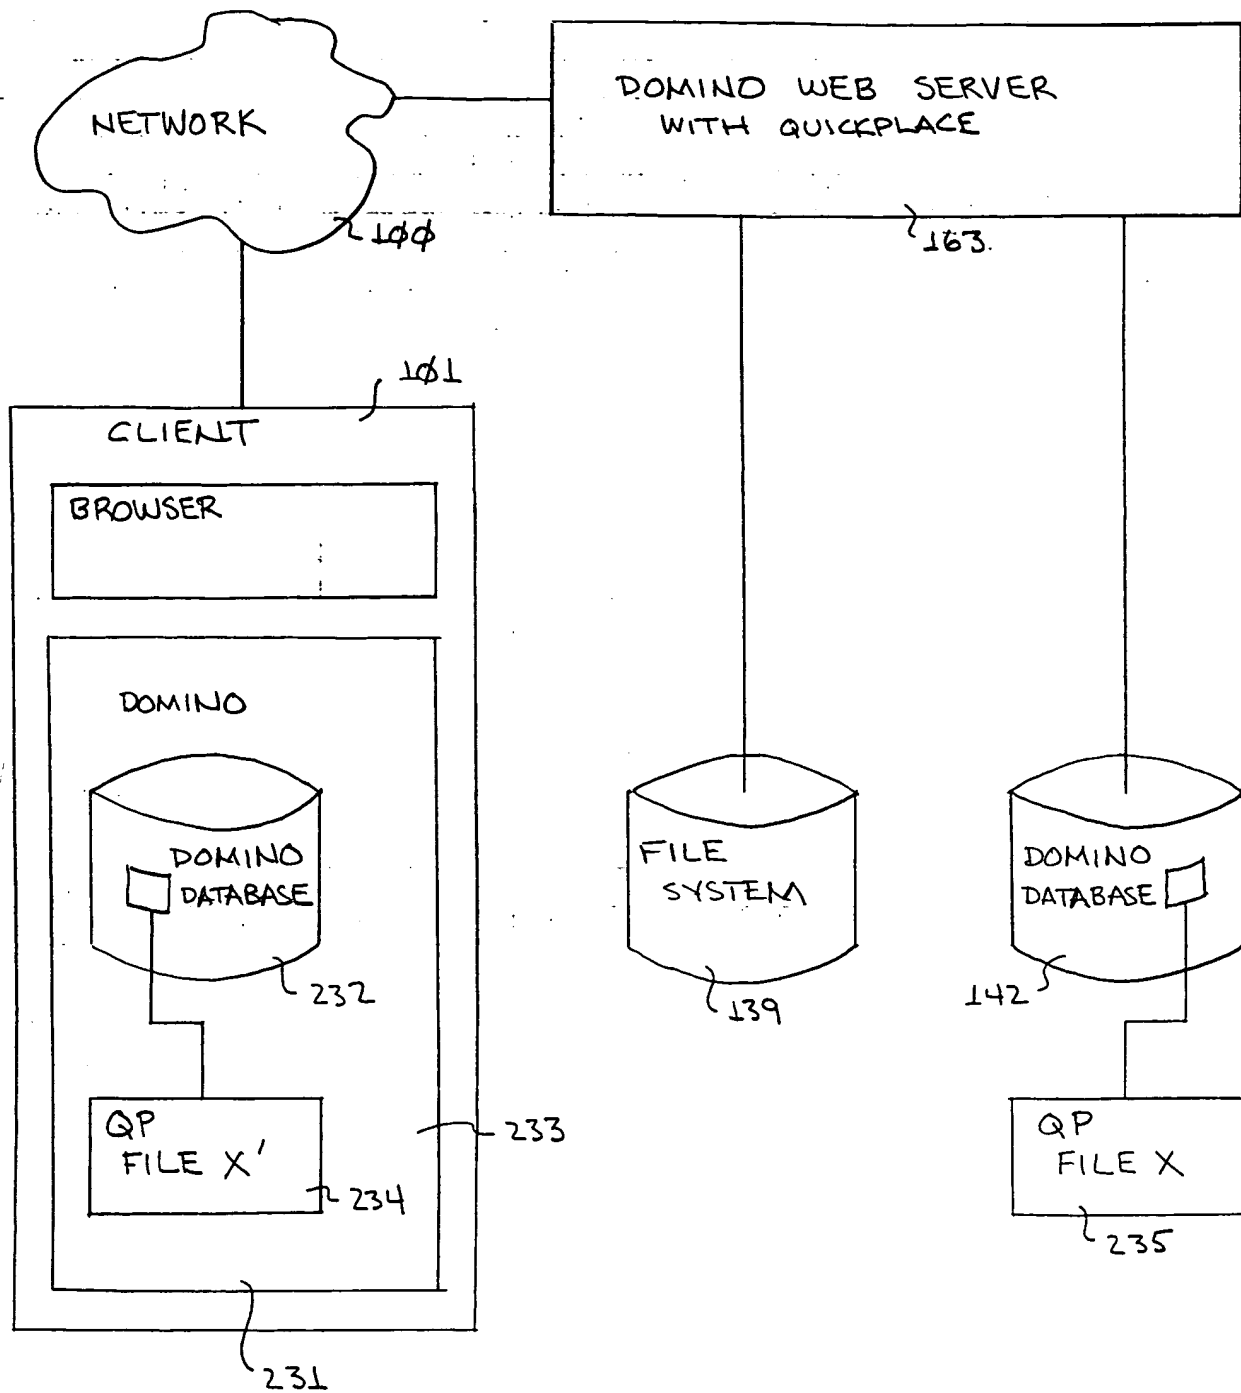 NETWORK
100
DOMINO WEB SERVER
WITH QUICKPLACE
163.
101
CLIENT
BROWSER
DOMINO
DOMINO
DATABASE
232
QP
FILE X'
234
233
231
FILE
SYSTEM
139
DOMINO
DATABASE
142
QP
FILE X
235